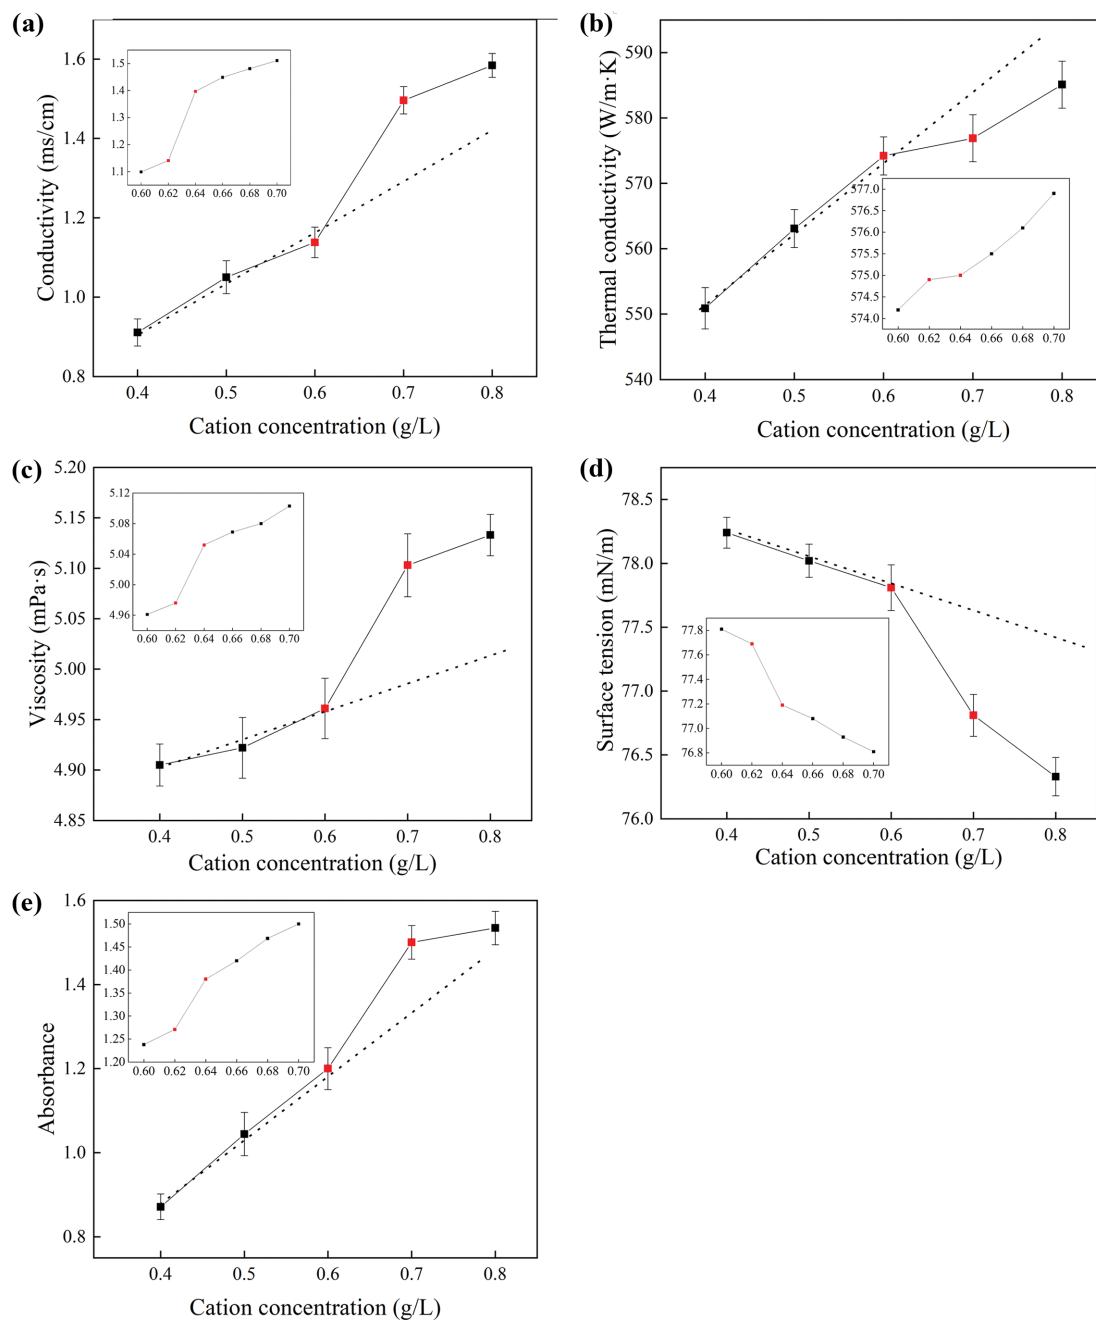 (a)
Conductivity (ms/cm)
1.6
1.4
1.2
1.0
0.8
1.5
1.4
1.3
1.2
1.1
0.60 0.62 0.64 0.66 0.68 0.70
0.4 0.5 0.6 0.7 0.8
Cation concentration (g/L)
(b)
Thermal conductivity (W/m·K)
590
580
570
560
550
540
577.0
576.5
576.0
575.5
575.0
574.5
574.0
0.60 0.62 0.64 0.66 0.68 0.70
0.4 0.5 0.6 0.7 0.8
Cation concentration (g/L)
(c)
Viscosity (mPa·s)
5.20
5.15
5.10
5.05
5.00
4.95
4.90
4.85
5.12
5.08
5.04
5.00
4.96
0.60 0.62 0.64 0.66 0.68 0.70
0.4 0.5 0.6 0.7 0.8
Cation concentration (g/L)
(d)
Surface tension (mN/m)
78.5
78.0
77.5
77.0
76.5
76.0
77.8
77.6
77.4
77.2
77.0
76.8
0.60 0.62 0.64 0.66 0.68 0.70
0.4 0.5 0.6 0.7 0.8
Cation concentration (g/L)
(e)
Absorbance
1.6
1.4
1.2
1.0
0.8
1.50
1.45
1.40
1.35
1.30
1.25
1.20
0.60 0.62 0.64 0.66 0.68 0.70
0.4 0.5 0.6 0.7 0.8
Cation concentration (g/L)